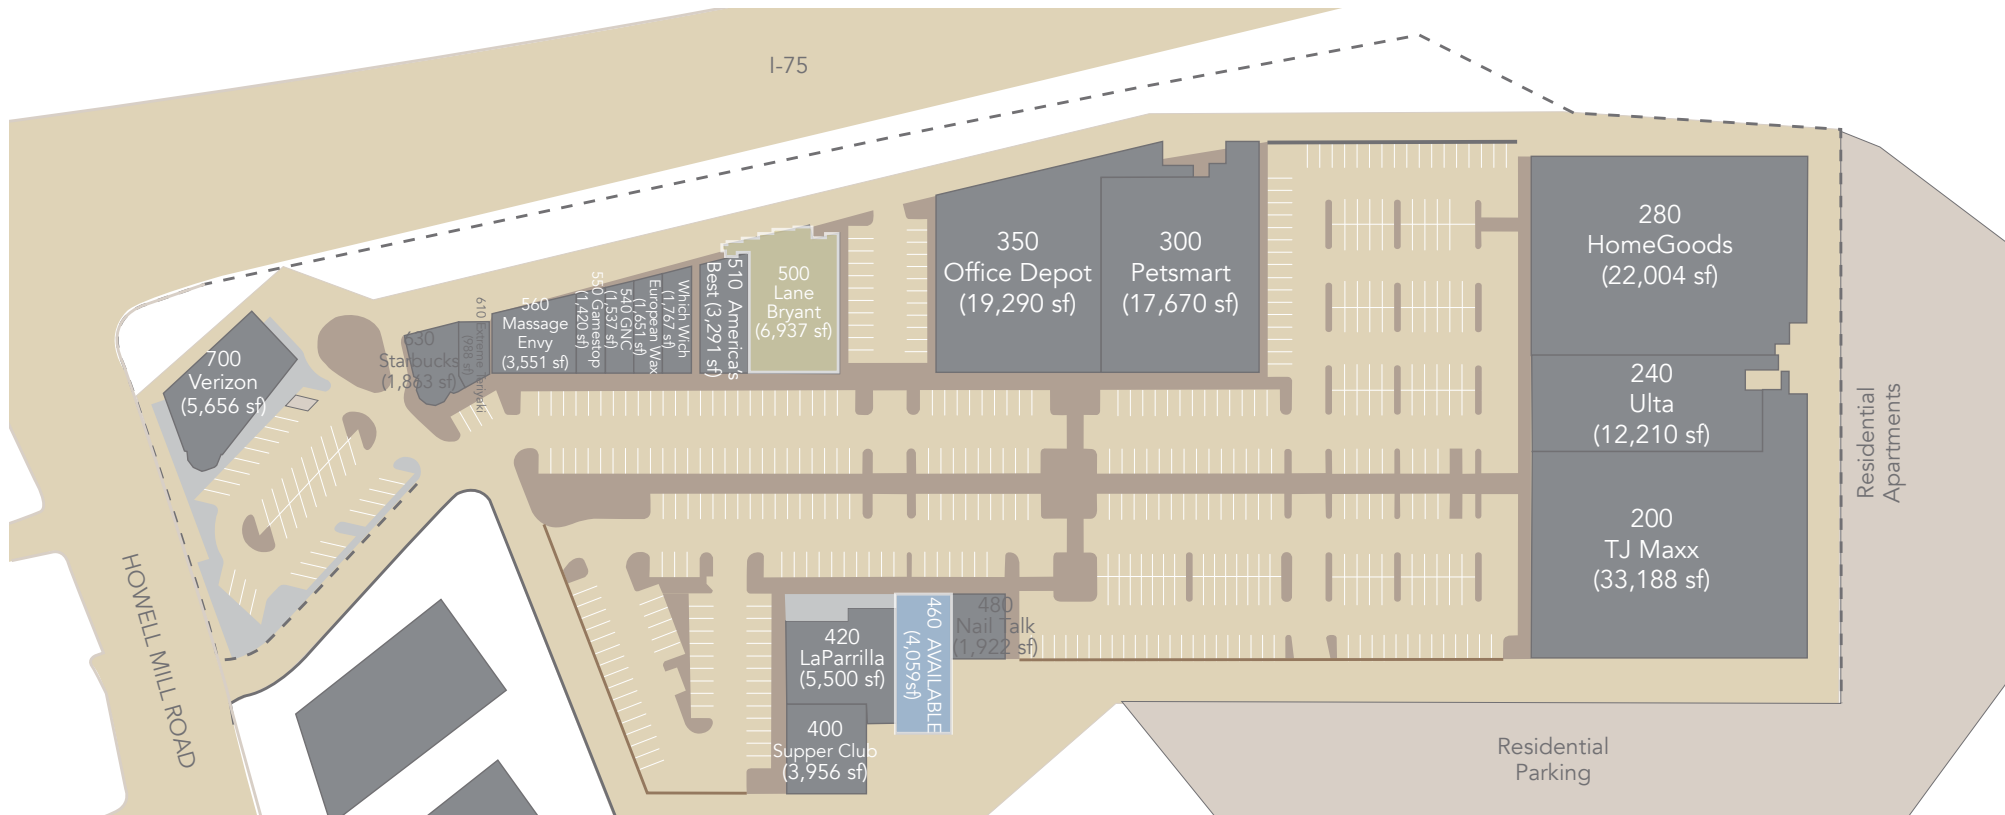 I-75
HOWELL MILL ROAD
700
Verizon
(5,656 sf)
630
Starbucks
(1,863 sf)
610 Extreme Teriyaki
(988 sf)
560
Massage
Envy
(3,551 sf)
550 Gamestop
(1,420 sf)
540 GNC
(1,537 sf)
European Wax
(1,651 sf)
Which Wich
(1,767 sf)
510 America's
Best (3,291 sf)
500
Lane
Bryant
(6,937 sf)
350
Office Depot
(19,290 sf)
300
Petsmart
(17,670 sf)
280
HomeGoods
(22,004 sf)
240
Ulta
(12,210 sf)
200
TJ Maxx
(33,188 sf)
Residential
Apartments
420
LaParrilla
(5,500 sf)
400
Supper Club
(3,956 sf)
460 AVAILABLE
(4,059sf)
480
Nail Talk
(1,922 sf)
Residential
Parking